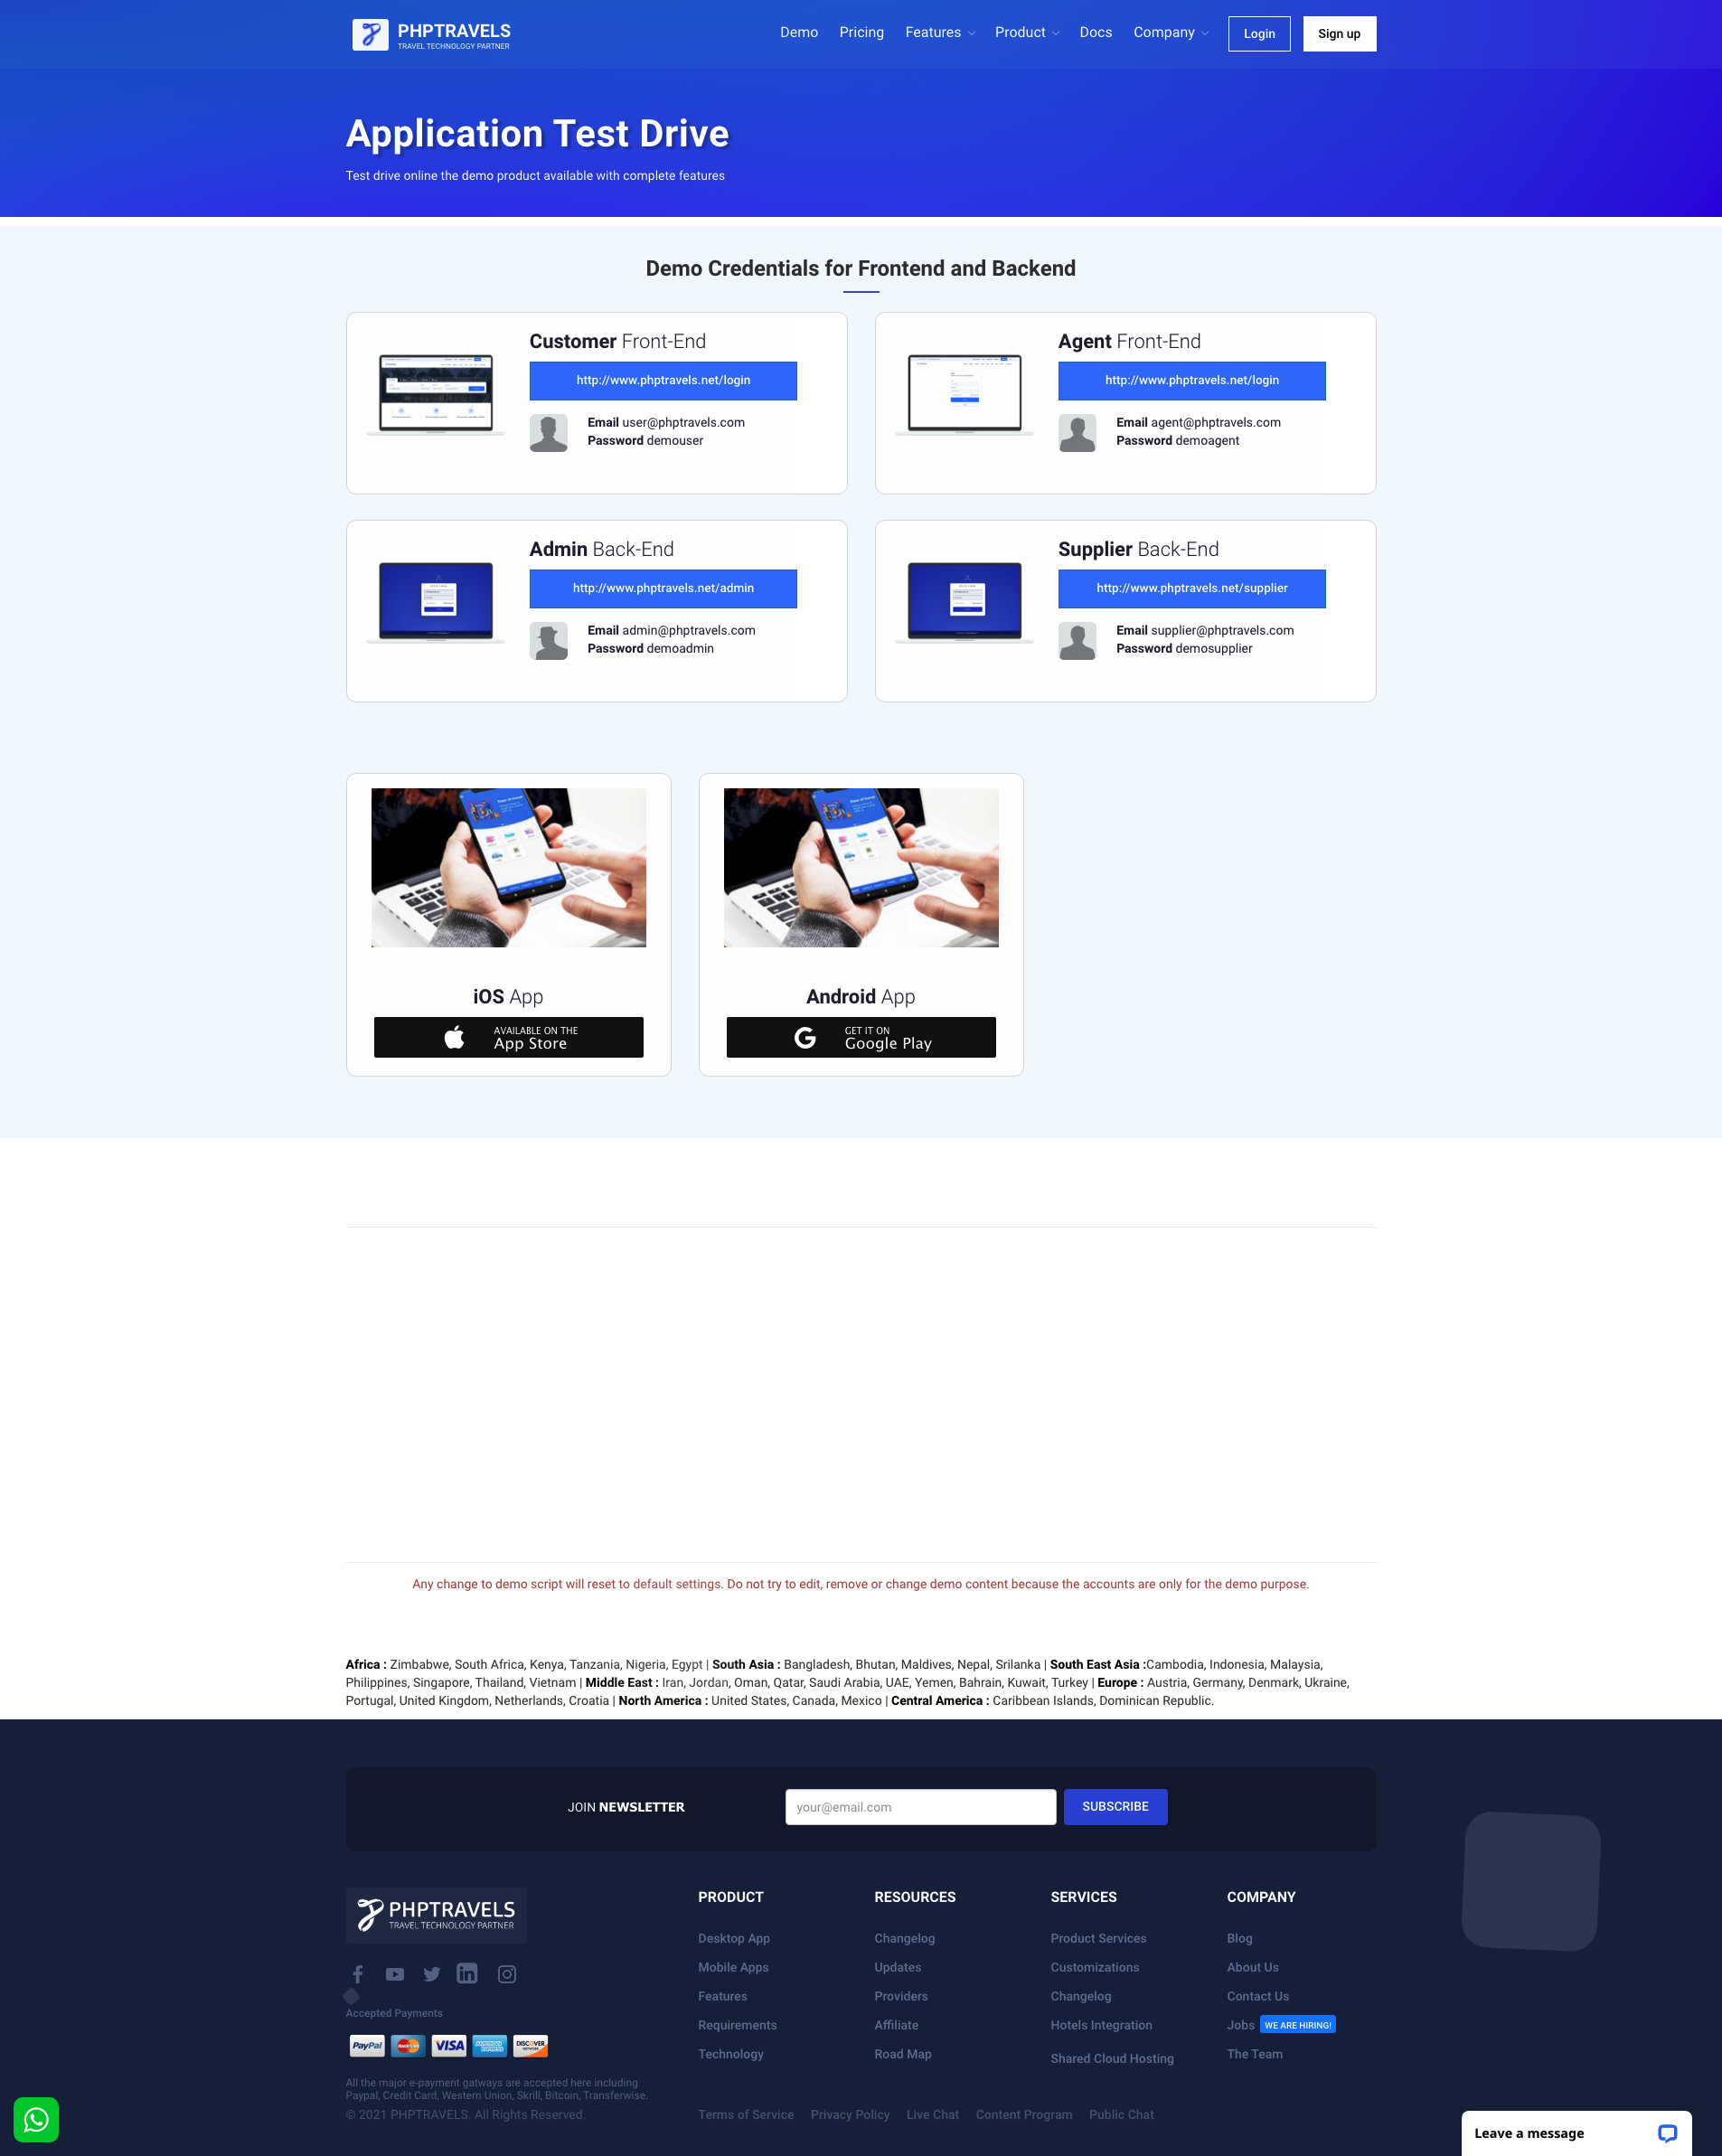 PHPTRAVELS
TRAVEL TECHNOLOGY PARTNER
Demo Pricing Features Product Docs Company Login Sign up
Application Test Drive
Test drive online the demo product available with complete features
Demo Credentials for Frontend and Backend
Customer Front-End
http://www.phptravels.net/login
Email user@phptravels.com
Password demouser
Agent Front-End
http://www.phptravels.net/login
Email agent@phptravels.com
Password demoagent
Admin Back-End
http://www.phptravels.net/admin
Email admin@phptravels.com
Password demoadmin
Supplier Back-End
http://www.phptravels.net/supplier
Email supplier@phptravels.com
Password demosupplier
iOS App
AVAILABLE ON THE
App Store
Android App
GET IT ON
Google Play
Any change to demo script will reset to default settings. Do not try to edit, remove or change demo content because the accounts are only for the demo purpose.
Africa : Zimbabwe, South Africa, Kenya, Tanzania, Nigeria, Egypt | South Asia : Bangladesh, Bhutan, Maldives, Nepal, Srilanka | South East Asia :Cambodia, Indonesia, Malaysia,
Philippines, Singapore, Thailand, Vietnam | Middle East : Iran, Jordan, Oman, Qatar, Saudi Arabia, UAE, Yemen, Bahrain, Kuwait, Turkey | Europe : Austria, Germany, Denmark, Ukraine,
Portugal, United Kingdom, Netherlands, Croatia | North America : United States, Canada, Mexico | Central America : Caribbean Islands, Dominican Republic.
JOIN NEWSLETTER
your@email.com
SUBSCRIBE
PHPTRAVELS
TRAVEL TECHNOLOGY PARTNER
Accepted Payments
PayPal MasterCard VISA AMERICAN EXPRESS DISCOVER NETWORK
All the major e-payment gatways are accepted here including
Paypal, Credit Card, Western Union, Skrill, Bitcoin, Transferwise.
© 2021 PHPTRAVELS. All Rights Reserved.
PRODUCT
Desktop App
Mobile Apps
Features
Requirements
Technology
RESOURCES
Changelog
Updates
Providers
Affiliate
Road Map
SERVICES
Product Services
Customizations
Changelog
Hotels Integration
Shared Cloud Hosting
COMPANY
Blog
About Us
Contact Us
Jobs WE ARE HIRING!
The Team
Terms of Service Privacy Policy Live Chat Content Program Public Chat
Leave a message